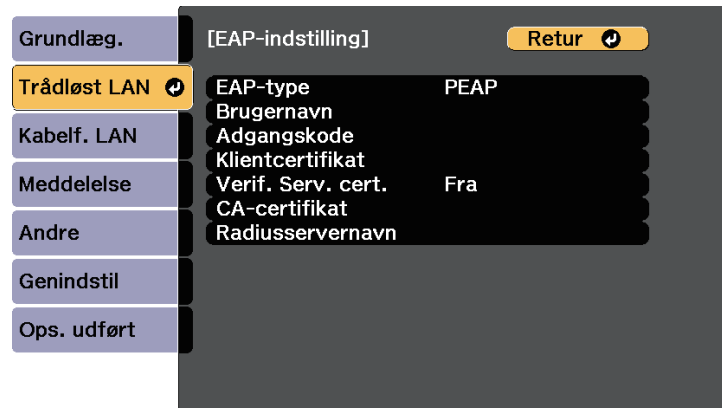 Grundlæg.
Trådløst LAN
Kabelf. LAN
Meddelelse
Andre
Genindstil
Ops. udført
[EAP-indstilling]
Retur
EAP-type PEAP
Brugernavn
Adgangskode
Klientcertifikat
Verif. Serv. cert. Fra
CA-certifikat
Radiusservernavn